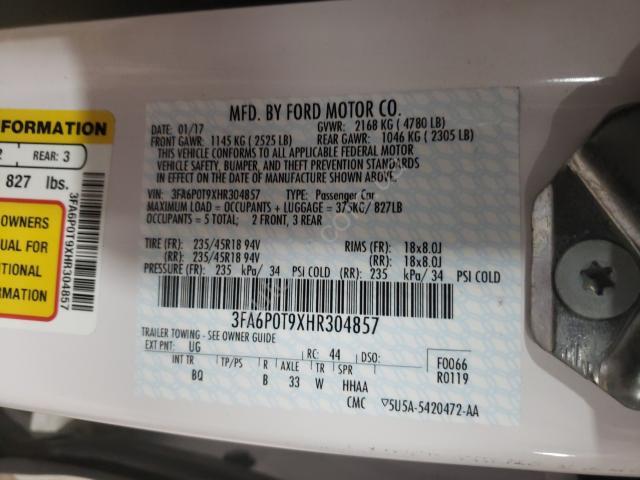 FORMATION
2 REAR: 3
827 lbs.
OWNERS
UAL FOR
ITIONAL
RMATION
3FA6P0T9XHR304857
MFD. BY FORD MOTOR CO.
DATE: 01/17 GVWR: 2168 KG ( 4780 LB)
FRONT GAWR: 1145 KG ( 2525 LB) REAR GAWR: 1046 KG ( 2305 LB)
THIS VEHICLE CONFORMS TO ALL APPLICABLE FEDERAL MOTOR
VEHICLE SAFETY, BUMPER, AND THEFT PREVENTION STANDARDS
IN EFFECT ON THE DATE OF MANUFACTURE SHOWN ABOVE.
VIN: 3FA6P0T9XHR304857 TYPE: Passenger Car
MAXIMUM LOAD = OCCUPANTS + LUGGAGE = 375KG/ 827LB
OCCUPANTS = 5 TOTAL; 2 FRONT, 3 REAR
TIRE (FR): 235/45R18 94V RIMS (FR): 18x8.0J
(RR): 235/45R18 94V (RR): 18x8.0J
PRESSURE (FR): 235 kPa/ 34 PSI COLD (RR): 235 kPa/ 34 PSI COLD
3FA6P0T9XHR304857
TRAILER TOWING - SEE OWNER GUIDE
EXT PNT: UG RC: 44 DSO: F0066
INT TR TP/PS R AXLE TR SPR R0119
BQ B 33 W HHAA
CMC ▽5U5A-5420472-AA